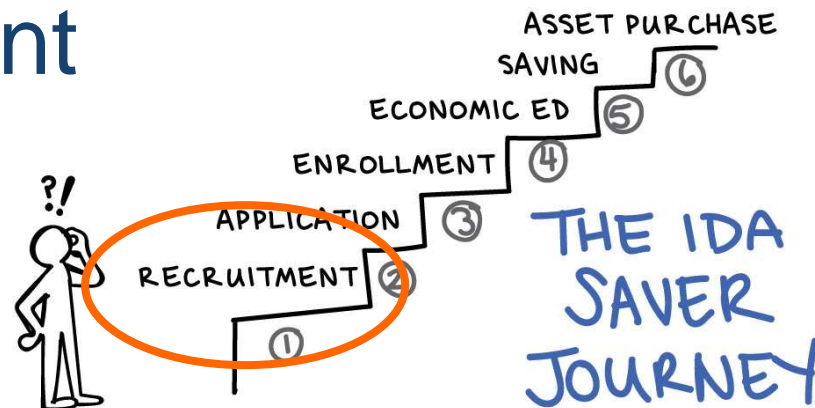 nt
ASSET PURCHASE
SAVING
⑥
ECONOMIC ED
⑤
ENROLLMENT
④
?!
APPLICATION
③
RECRUITMENT
②
①
THE IDA
SAVER
JOURNEY